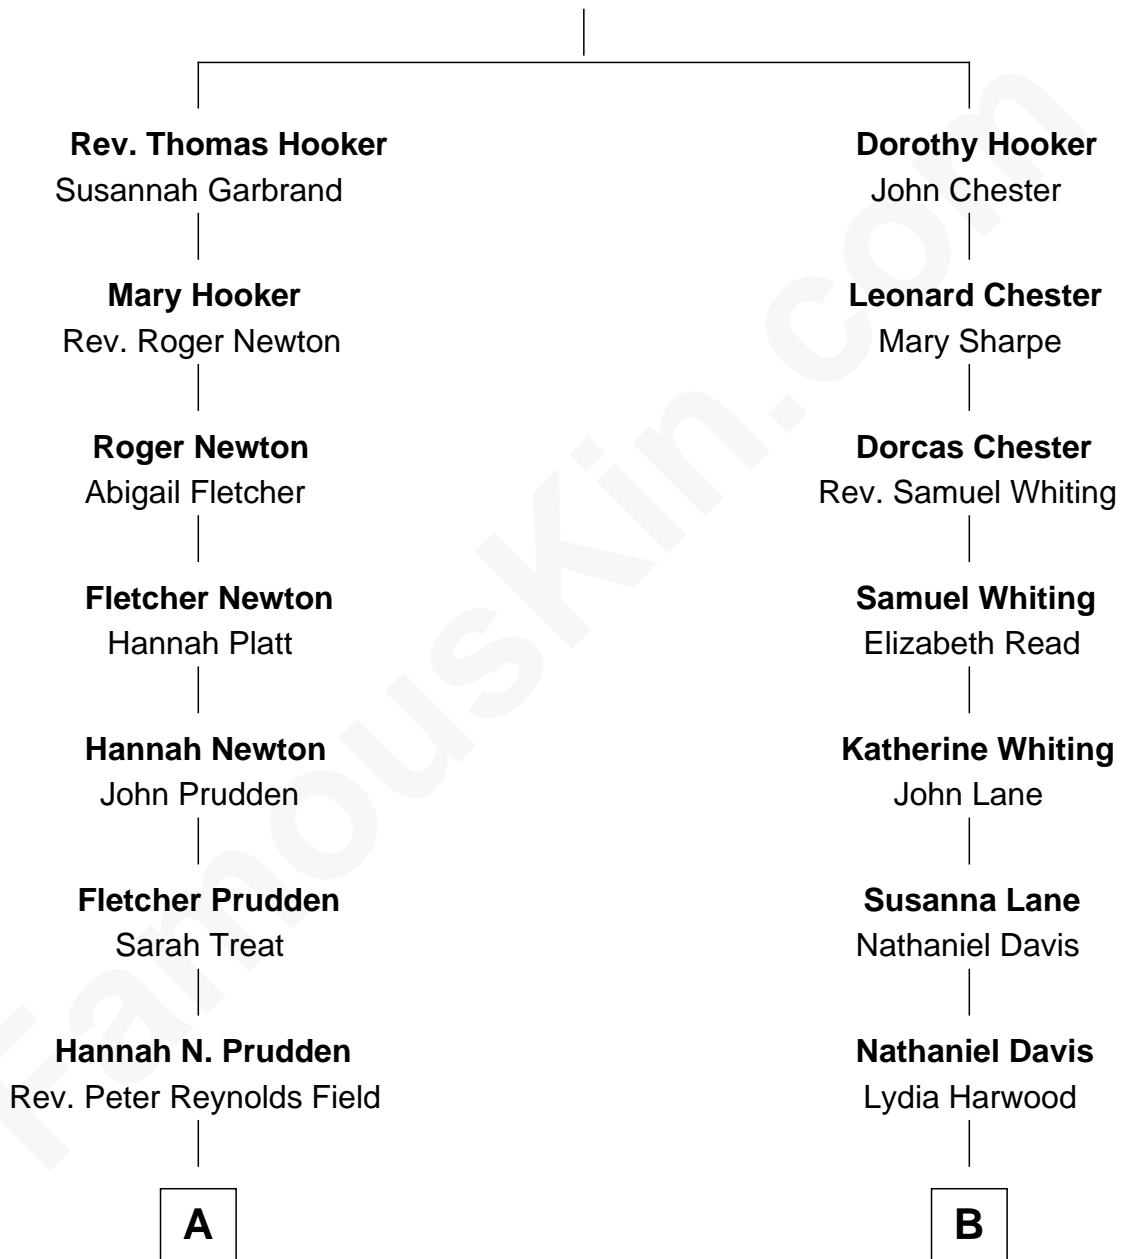 Rev. Thomas Hooker
Susannah Garbrand
Mary Hooker
Rev. Roger Newton
Roger Newton
Abigail Fletcher
Fletcher Newton
Hannah Platt
Hannah Newton
John Prudden
Fletcher Prudden
Sarah Treat
Hannah N. Prudden
Rev. Peter Reynolds Field
A
Dorothy Hooker
John Chester
Leonard Chester
Mary Sharpe
Dorcas Chester
Rev. Samuel Whiting
Samuel Whiting
Elizabeth Read
Katherine Whiting
John Lane
Susanna Lane
Nathaniel Davis
Nathaniel Davis
Lydia Harwood
B
FamousKin.com